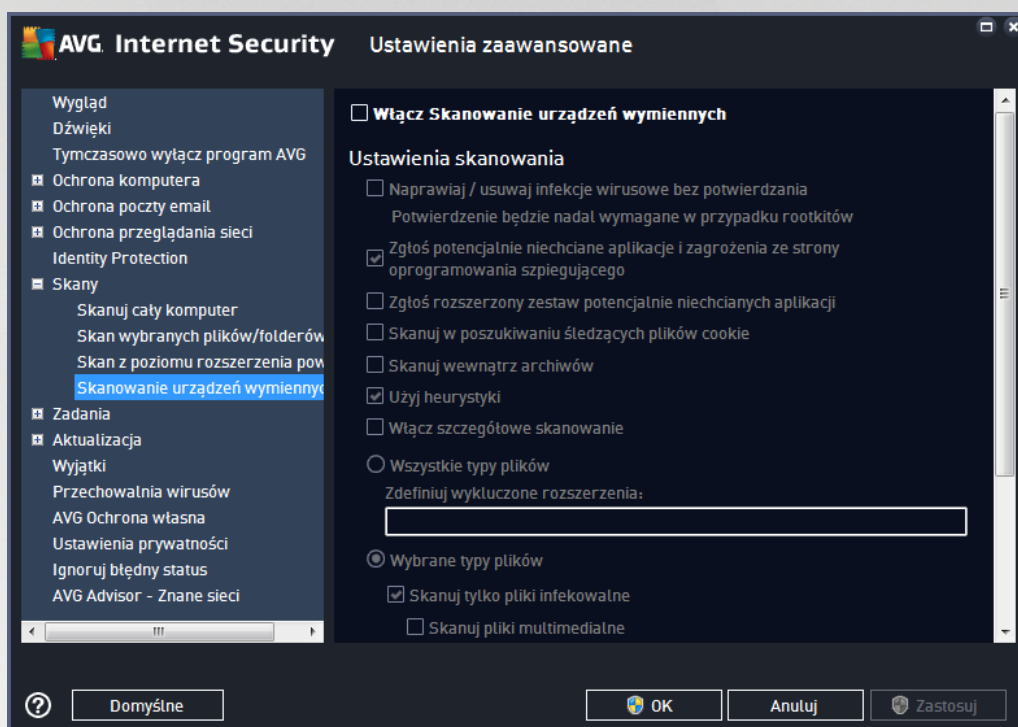 AVG. Internet Security
Ustawienia zaawansowane
Wygląd
Dźwięki
Tymczasowo wyłącz program AVG
Ochrona komputera
Ochrona poczty email
Ochrona przeglądania sieci
Identity Protection
Skany
Skanuj cały komputer
Skan wybranych plików/folderów
Skan z poziomu rozszerzenia pow
Skanowanie urządzeń wymiennyc
Zadania
Aktualizacja
Wyjątki
Przechowalnia wirusów
AVG Ochrona własna
Ustawienia prywatności
Ignoruj błędny status
AVG Advisor - Znane sieci
Włącz Skanowanie urządzeń wymiennych
Ustawienia skanowania
Naprawiaj / usuwaj infekcje wirusowe bez potwierdzania
Potwierdzenie będzie nadal wymagane w przypadku rootkitów
Zgłoś potencjalnie niechciane aplikacje i zagrożenia ze strony
oprogramowania szpiegującego
Zgłoś rozszerzony zestaw potencjalnie niechcianych aplikacji
Skanuj w poszukiwaniu śledzących plików cookie
Skanuj wewnątrz archiwów
Użyj heurystyki
Włącz szczegółowe skanowanie
Wszystkie typy plików
Zdefiniuj wykluczone rozszerzenia:
Wybrane typy plików
Skanuj tylko pliki infekowalne
Skanuj pliki multimedialne
Domyślne
OK
Anuluj
Zastosuj